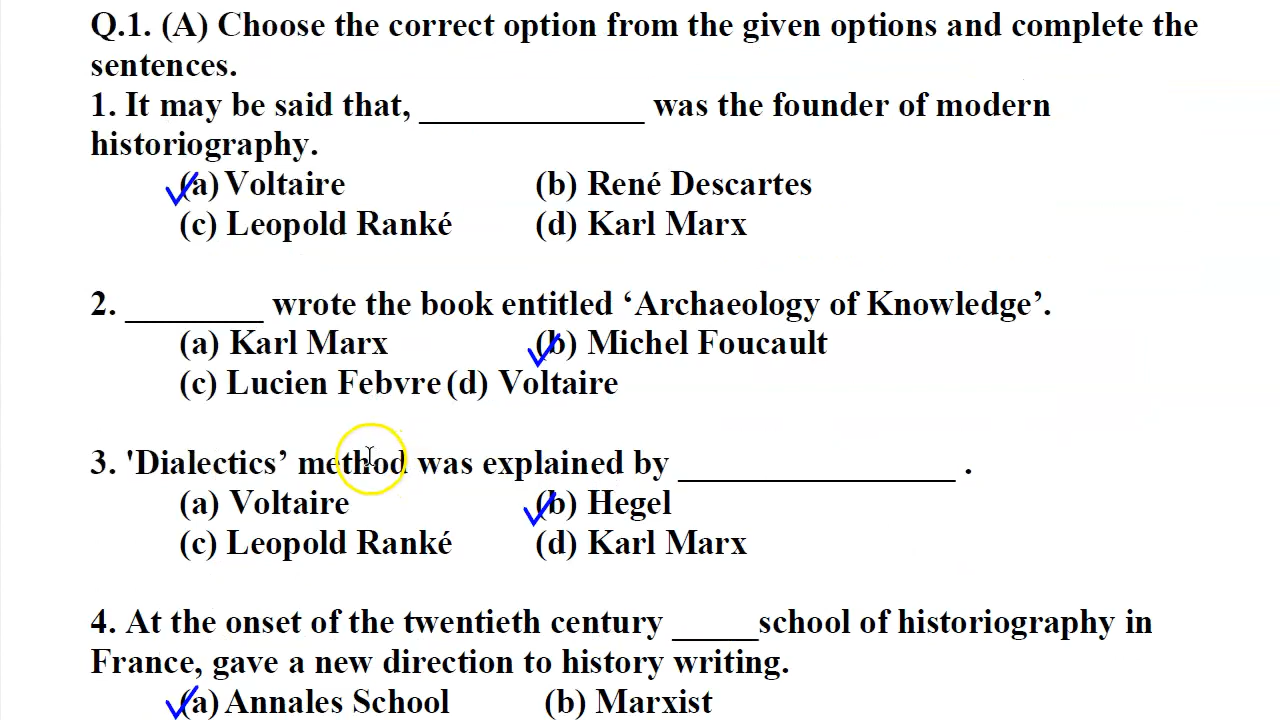 Q.1. (A) Choose the correct option from the given options and complete the
sentences.
1. It may be said that, _____________ was the founder of modern
historiography.
(a) Voltaire (b) René Descartes
(c) Leopold Ranké (d) Karl Marx
2. ________ wrote the book entitled ‘Archaeology of Knowledge’.
(a) Karl Marx (b) Michel Foucault
(c) Lucien Febvre (d) Voltaire
3. 'Dialectics’ method was explained by ________________ .
(a) Voltaire (b) Hegel
(c) Leopold Ranké (d) Karl Marx
4. At the onset of the twentieth century _____school of historiography in
France, gave a new direction to history writing.
(a) Annales School (b) Marxist